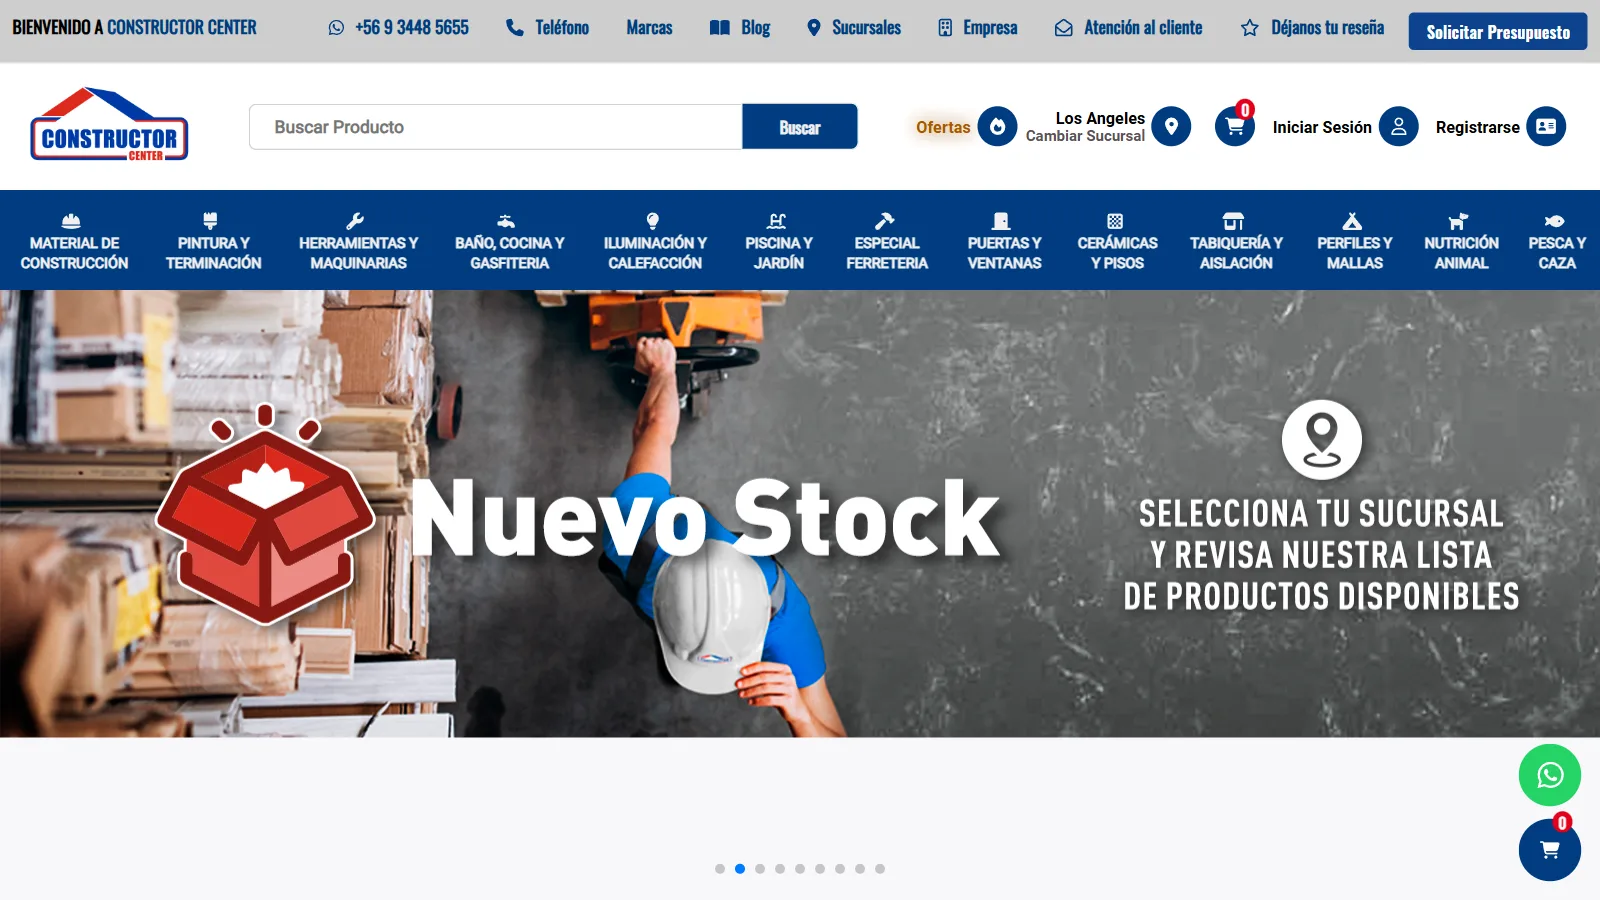 BIENVENIDO A CONSTRUCTOR CENTER
+56 9 3448 5655
Teléfono
Marcas
Blog
Sucursales
Empresa
Atención al cliente
Déjanos tu reseña
Solicitar Presupuesto
CONSTRUCTOR
CENTER
Buscar Producto
Buscar
Ofertas
Los Angeles
Cambiar Sucursal
0
Iniciar Sesión
Registrarse
MATERIAL DE
CONSTRUCCIÓN
PINTURA Y
TERMINACIÓN
HERRAMIENTAS Y
MAQUINARIAS
BAÑO, COCINA Y
GASFITERIA
ILUMINACIÓN Y
CALEFACCIÓN
PISCINA Y
JARDÍN
ESPECIAL
FERRETERIA
PUERTAS Y
VENTANAS
CERÁMICAS
Y PISOS
TABIQUERÍA Y
AISLACIÓN
PERFILES Y
MALLAS
NUTRICIÓN
ANIMAL
PESCA Y
CAZA
Nuevo Stock
SELECCIONA TU SUCURSAL
Y REVISA NUESTRA LISTA
DE PRODUCTOS DISPONIBLES
0